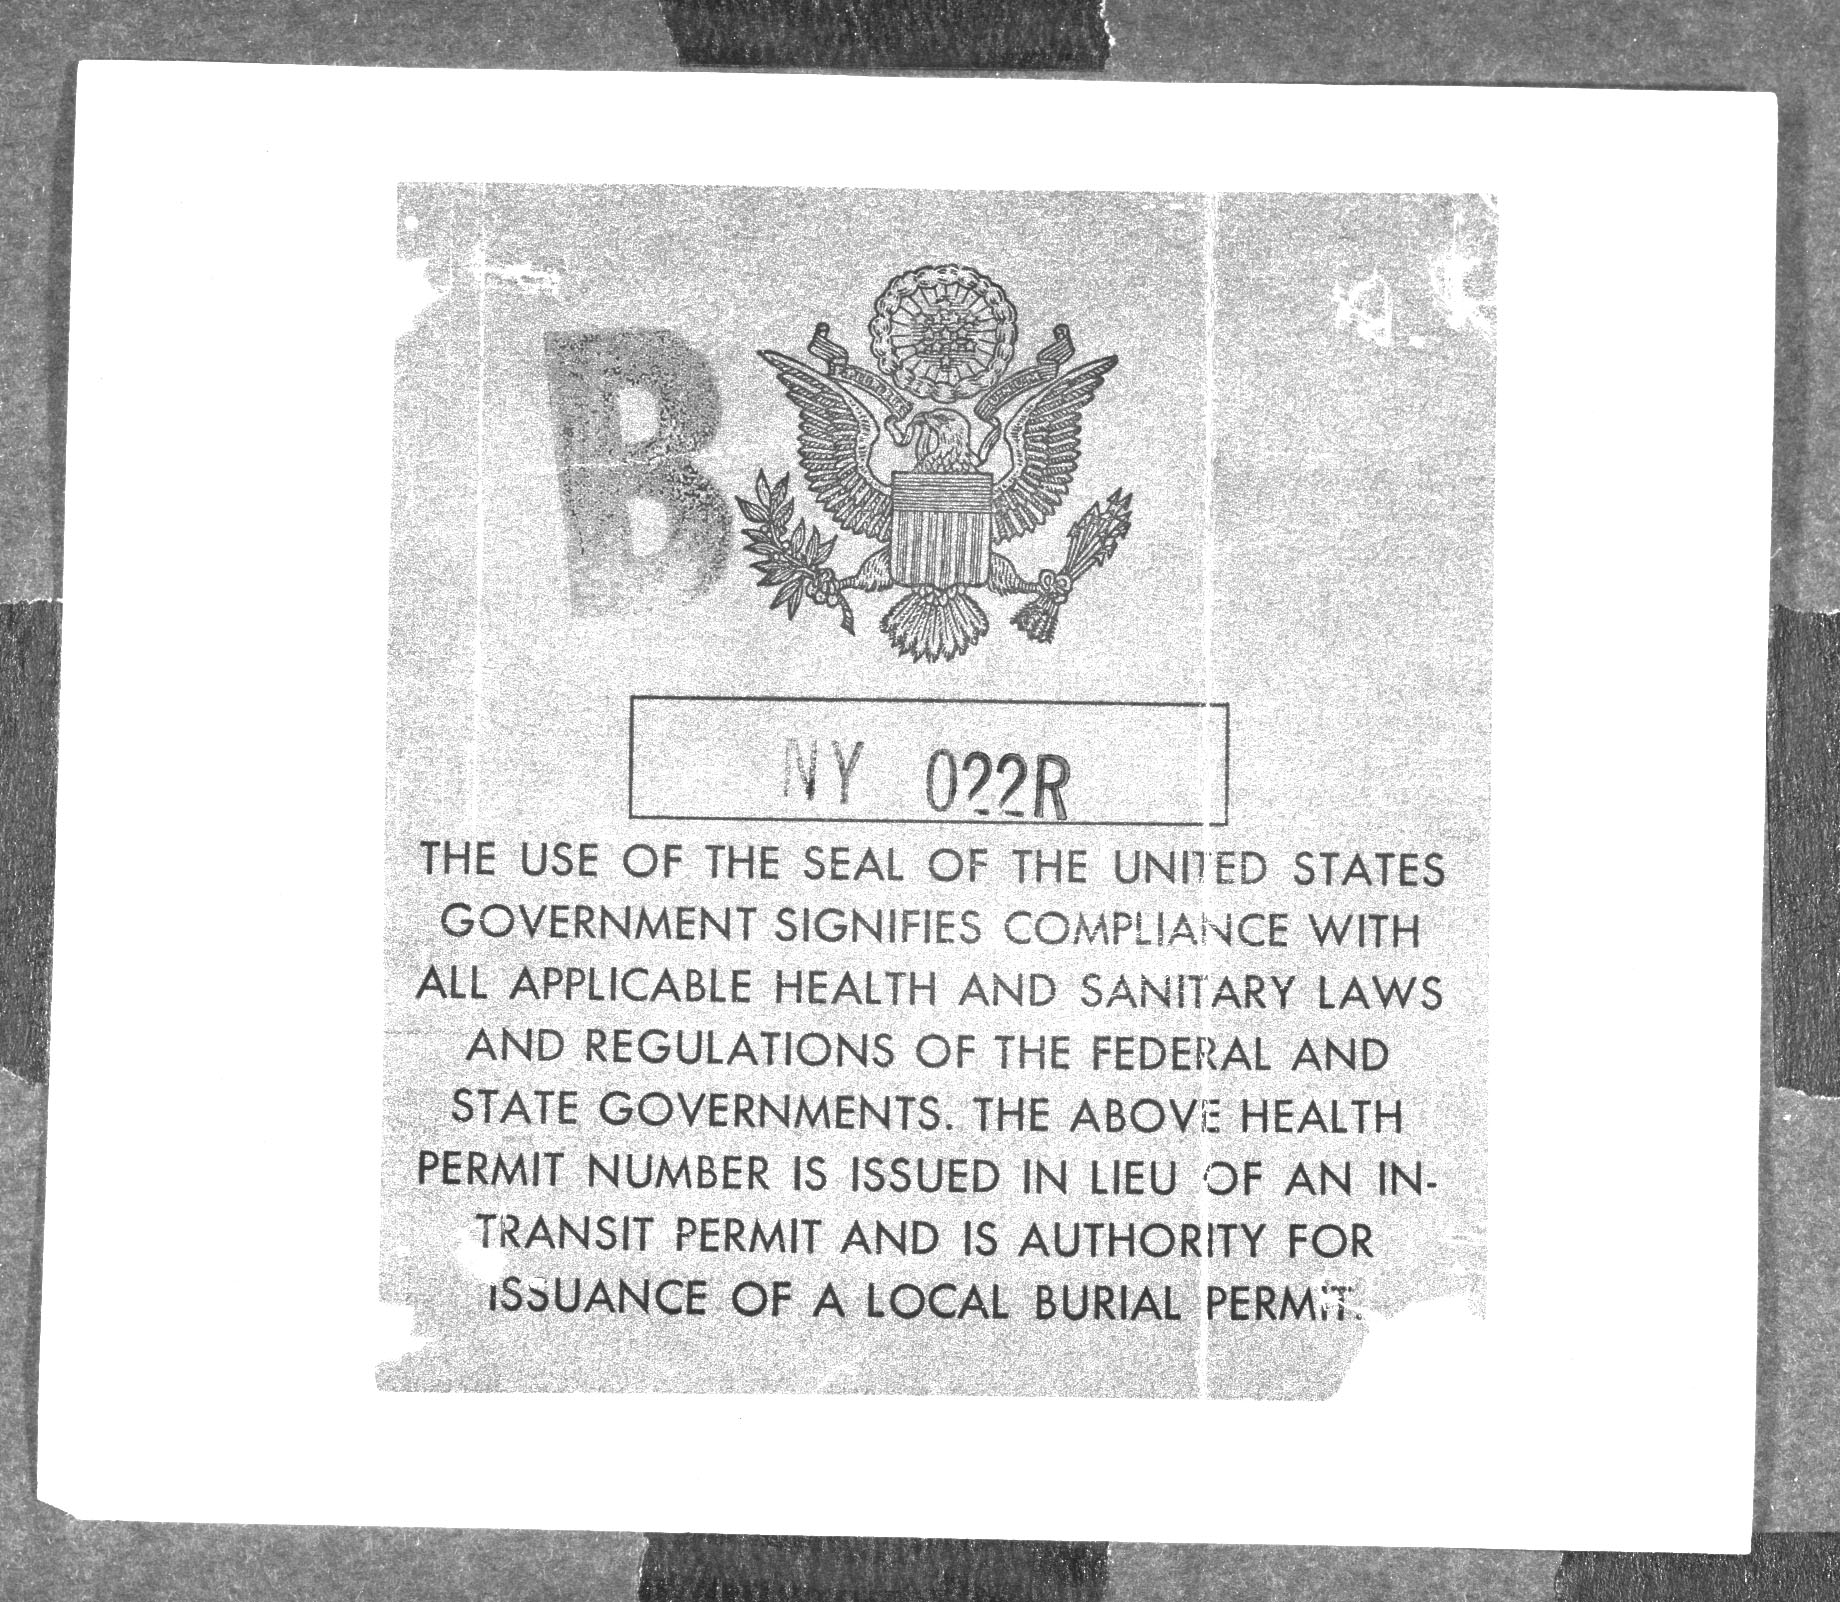 B
NY 022R
THE USE OF THE SEAL OF THE UNITED STATES
GOVERNMENT SIGNIFIES COMPLIANCE WITH
ALL APPLICABLE HEALTH AND SANITARY LAWS
AND REGULATIONS OF THE FEDERAL AND
STATE GOVERNMENTS. THE ABOVE HEALTH
PERMIT NUMBER IS ISSUED IN LIEU OF AN IN-
TRANSIT PERMIT AND IS AUTHORITY FOR
ISSUANCE OF A LOCAL BURIAL PERMIT.